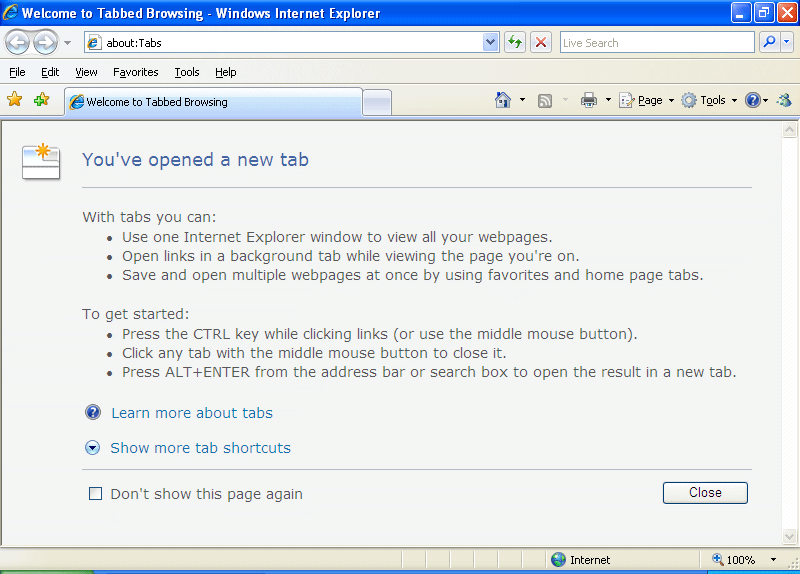 Welcome to Tabbed Browsing - Windows Internet Explorer
about:Tabs
Live Search
File Edit View Favorites Tools Help
Welcome to Tabbed Browsing
Page Tools
You've opened a new tab
With tabs you can:
Use one Internet Explorer window to view all your webpages.
Open links in a background tab while viewing the page you're on.
Save and open multiple webpages at once by using favorites and home page tabs.
To get started:
Press the CTRL key while clicking links (or use the middle mouse button).
Click any tab with the middle mouse button to close it.
Press ALT+ENTER from the address bar or search box to open the result in a new tab.
Learn more about tabs
Show more tab shortcuts
Don't show this page again
Close
Internet
100%